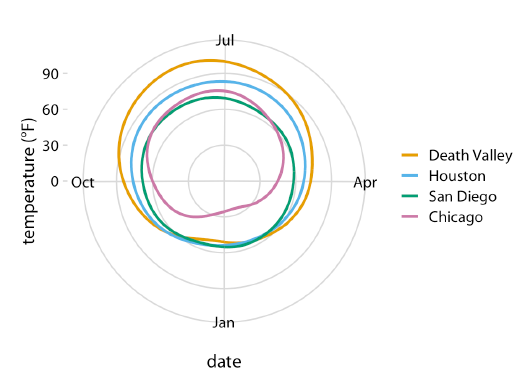 Jul
90
60
30
0
Oct
Apr
Jan
temperature (°F)
date
Death Valley
Houston
San Diego
Chicago